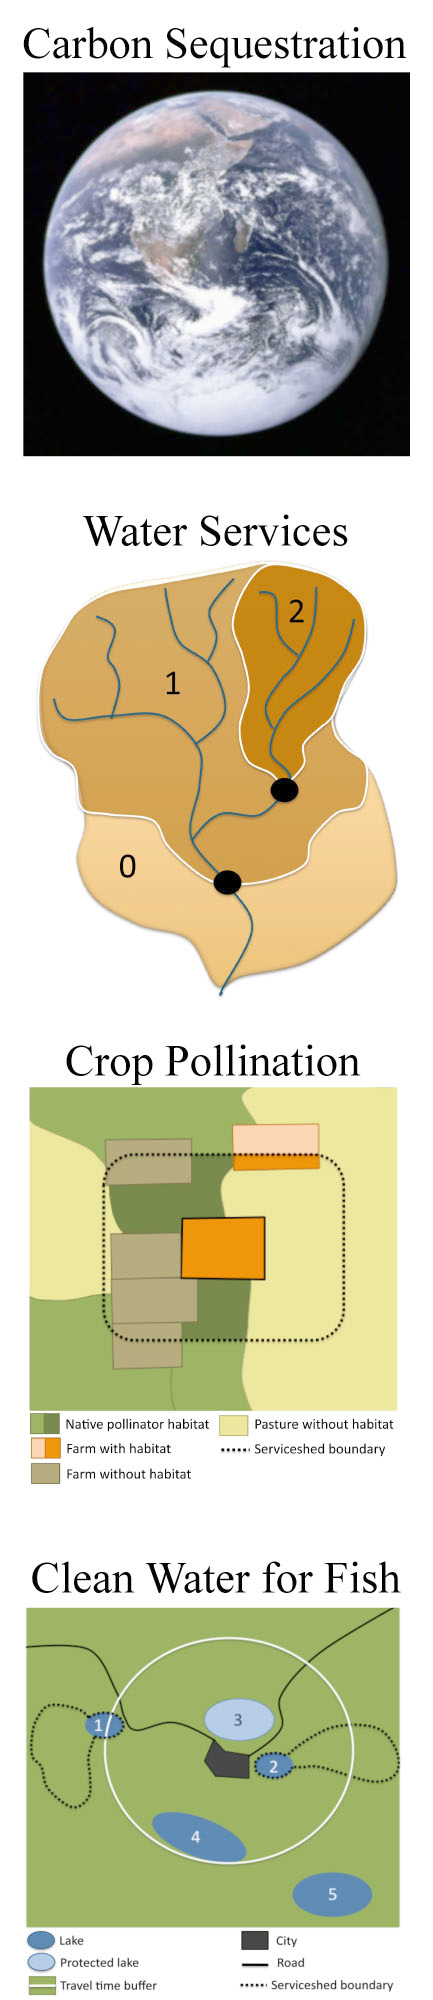 Carbon Sequestration
Water Services
2
1
0
Crop Pollination
Native pollinator habitat
Pasture without habitat
Farm with habitat
Serviceshed boundary
Farm without habitat
Clean Water for Fish
1
3
2
4
5
Lake
City
Protected lake
Road
Travel time buffer
Serviceshed boundary